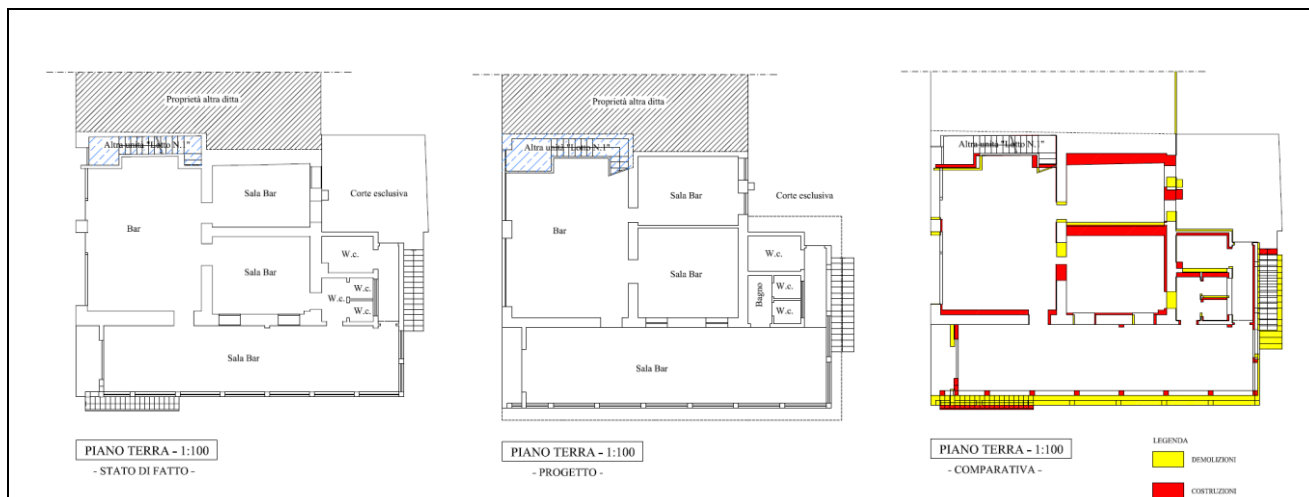 Proprietà altra ditta
Altra unità "Lotto N.1"
Sala Bar
Corte esclusiva
Bar
Sala Bar
W.c.
W.c.
W.c.
W.c.
Sala Bar
PIANO TERRA - 1:100
- STATO DI FATTO -
Proprietà altra ditta
Altra unità "Lotto N.1"
Sala Bar
Corte esclusiva
Bar
Sala Bar
W.c.
Bagno
W.c.
W.c.
Sala Bar
PIANO TERRA - 1:100
- PROGETTO -
Altra unità "Lotto N.1"
PIANO TERRA - 1:100
- COMPARATIVA -
LEGENDA
DEMOLIZIONI
COSTRUZIONI